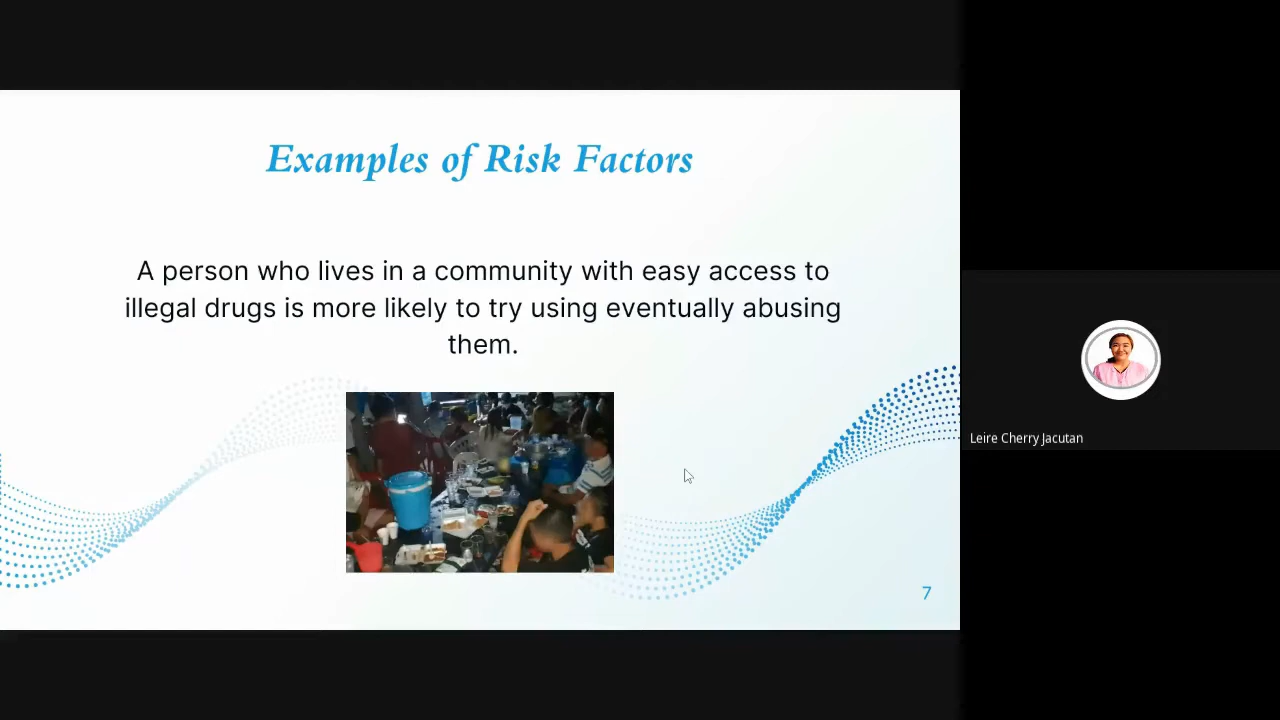 Examples of Risk Factors
A person who lives in a community with easy access to
illegal drugs is more likely to try using eventually abusing
them.
7
Leire Cherry Jacutan